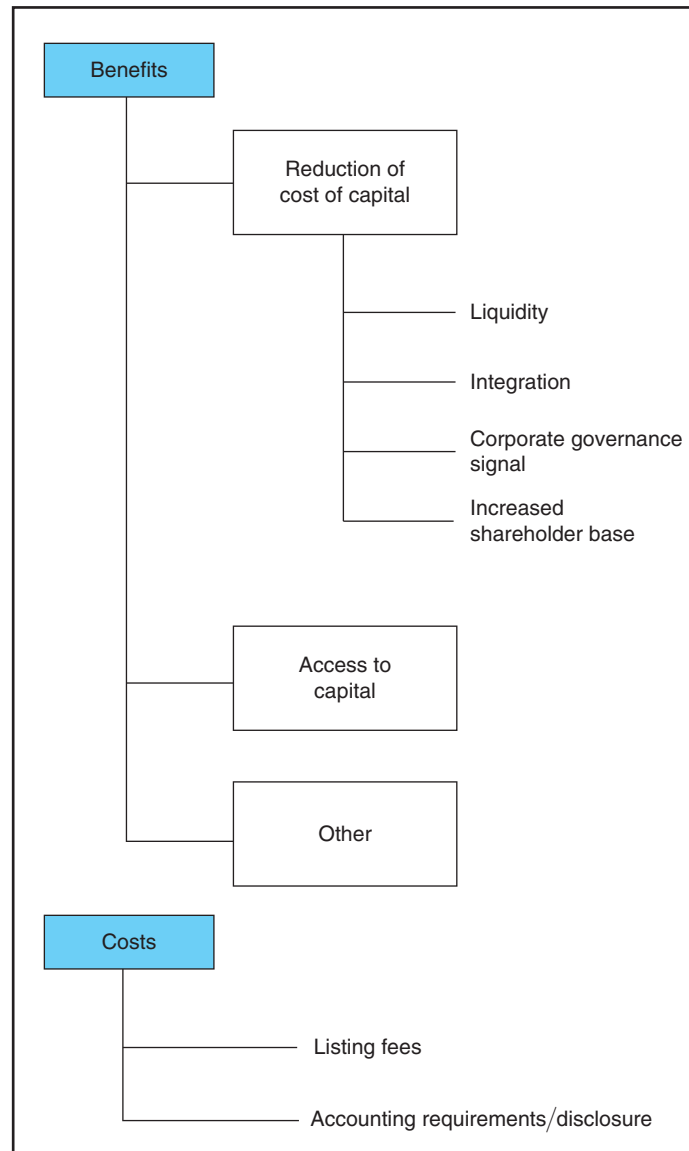 Benefits
Reduction of
cost of capital
Liquidity
Integration
Corporate governance
signal
Increased
shareholder base
Access to
capital
Other
Costs
Listing fees
Accounting requirements/disclosure